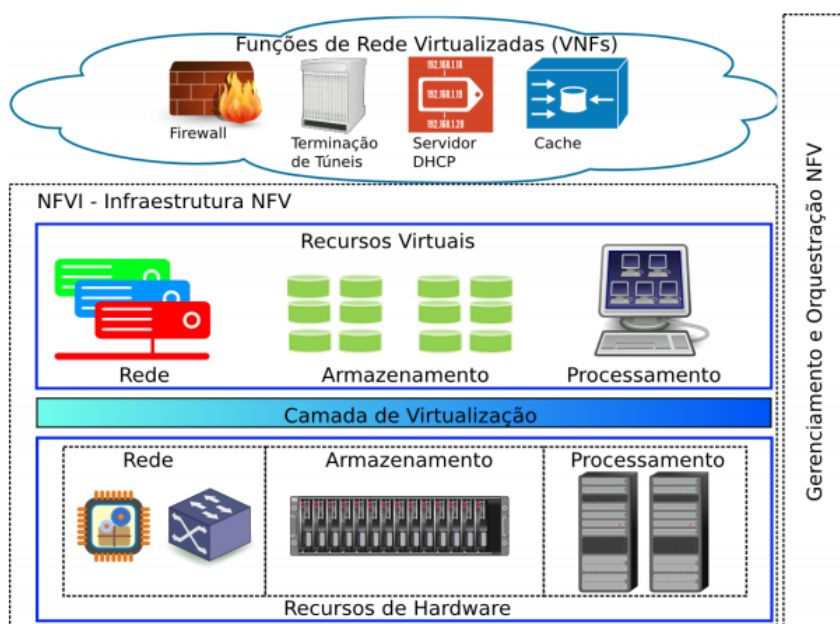 Funções de Rede Virtualizadas (VNFs)
Firewall
Terminação
de Túneis
192.168.1.18
192.168.1.19
192.168.1.20
Servidor
DHCP
Cache
NFVI - Infraestrutura NFV
Recursos Virtuais
Rede
Armazenamento
Processamento
Camada de Virtualização
Rede
Armazenamento
Processamento
Recursos de Hardware
Gerenciamento e Orquestração NFV